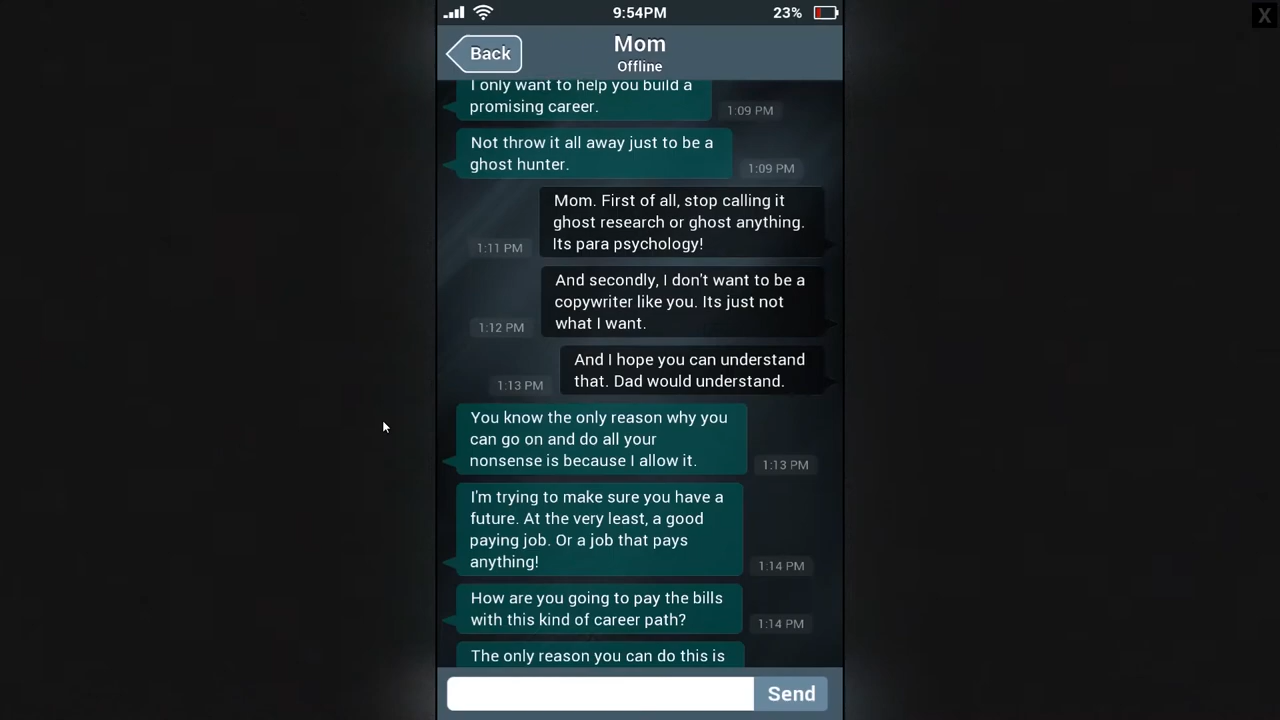 9:54PM
23%
X
Back
Mom
Offline
I only want to help you build a
promising career.
1:09 PM
Not throw it all away just to be a
ghost hunter.
1:09 PM
Mom. First of all, stop calling it
ghost research or ghost anything.
Its para psychology!
1:11 PM
And secondly, I don't want to be a
copywriter like you. Its just not
what I want.
1:12 PM
And I hope you can understand
that. Dad would understand.
1:13 PM
You know the only reason why you
can go on and do all your
nonsense is because I allow it.
1:13 PM
I'm trying to make sure you have a
future. At the very least, a good
paying job. Or a job that pays
anything!
1:14 PM
How are you going to pay the bills
with this kind of career path?
1:14 PM
The only reason you can do this is
Send